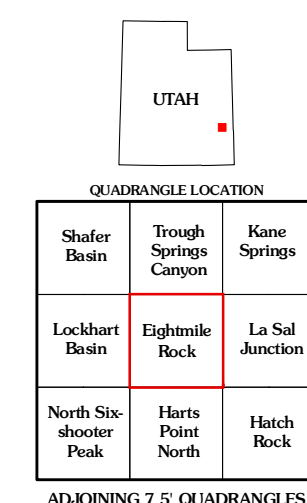 UTAH
QUADRANGLE LOCATION
Shafer
Basin
Trough
Springs
Canyon
Kane
Springs
Lockhart
Basin
Eightmile
Rock
La Sal
Junction
North Six-
shooter
Peak
Harts
Point
North
Hatch
Rock
ADJOINING 7.5' QUADRANGLES